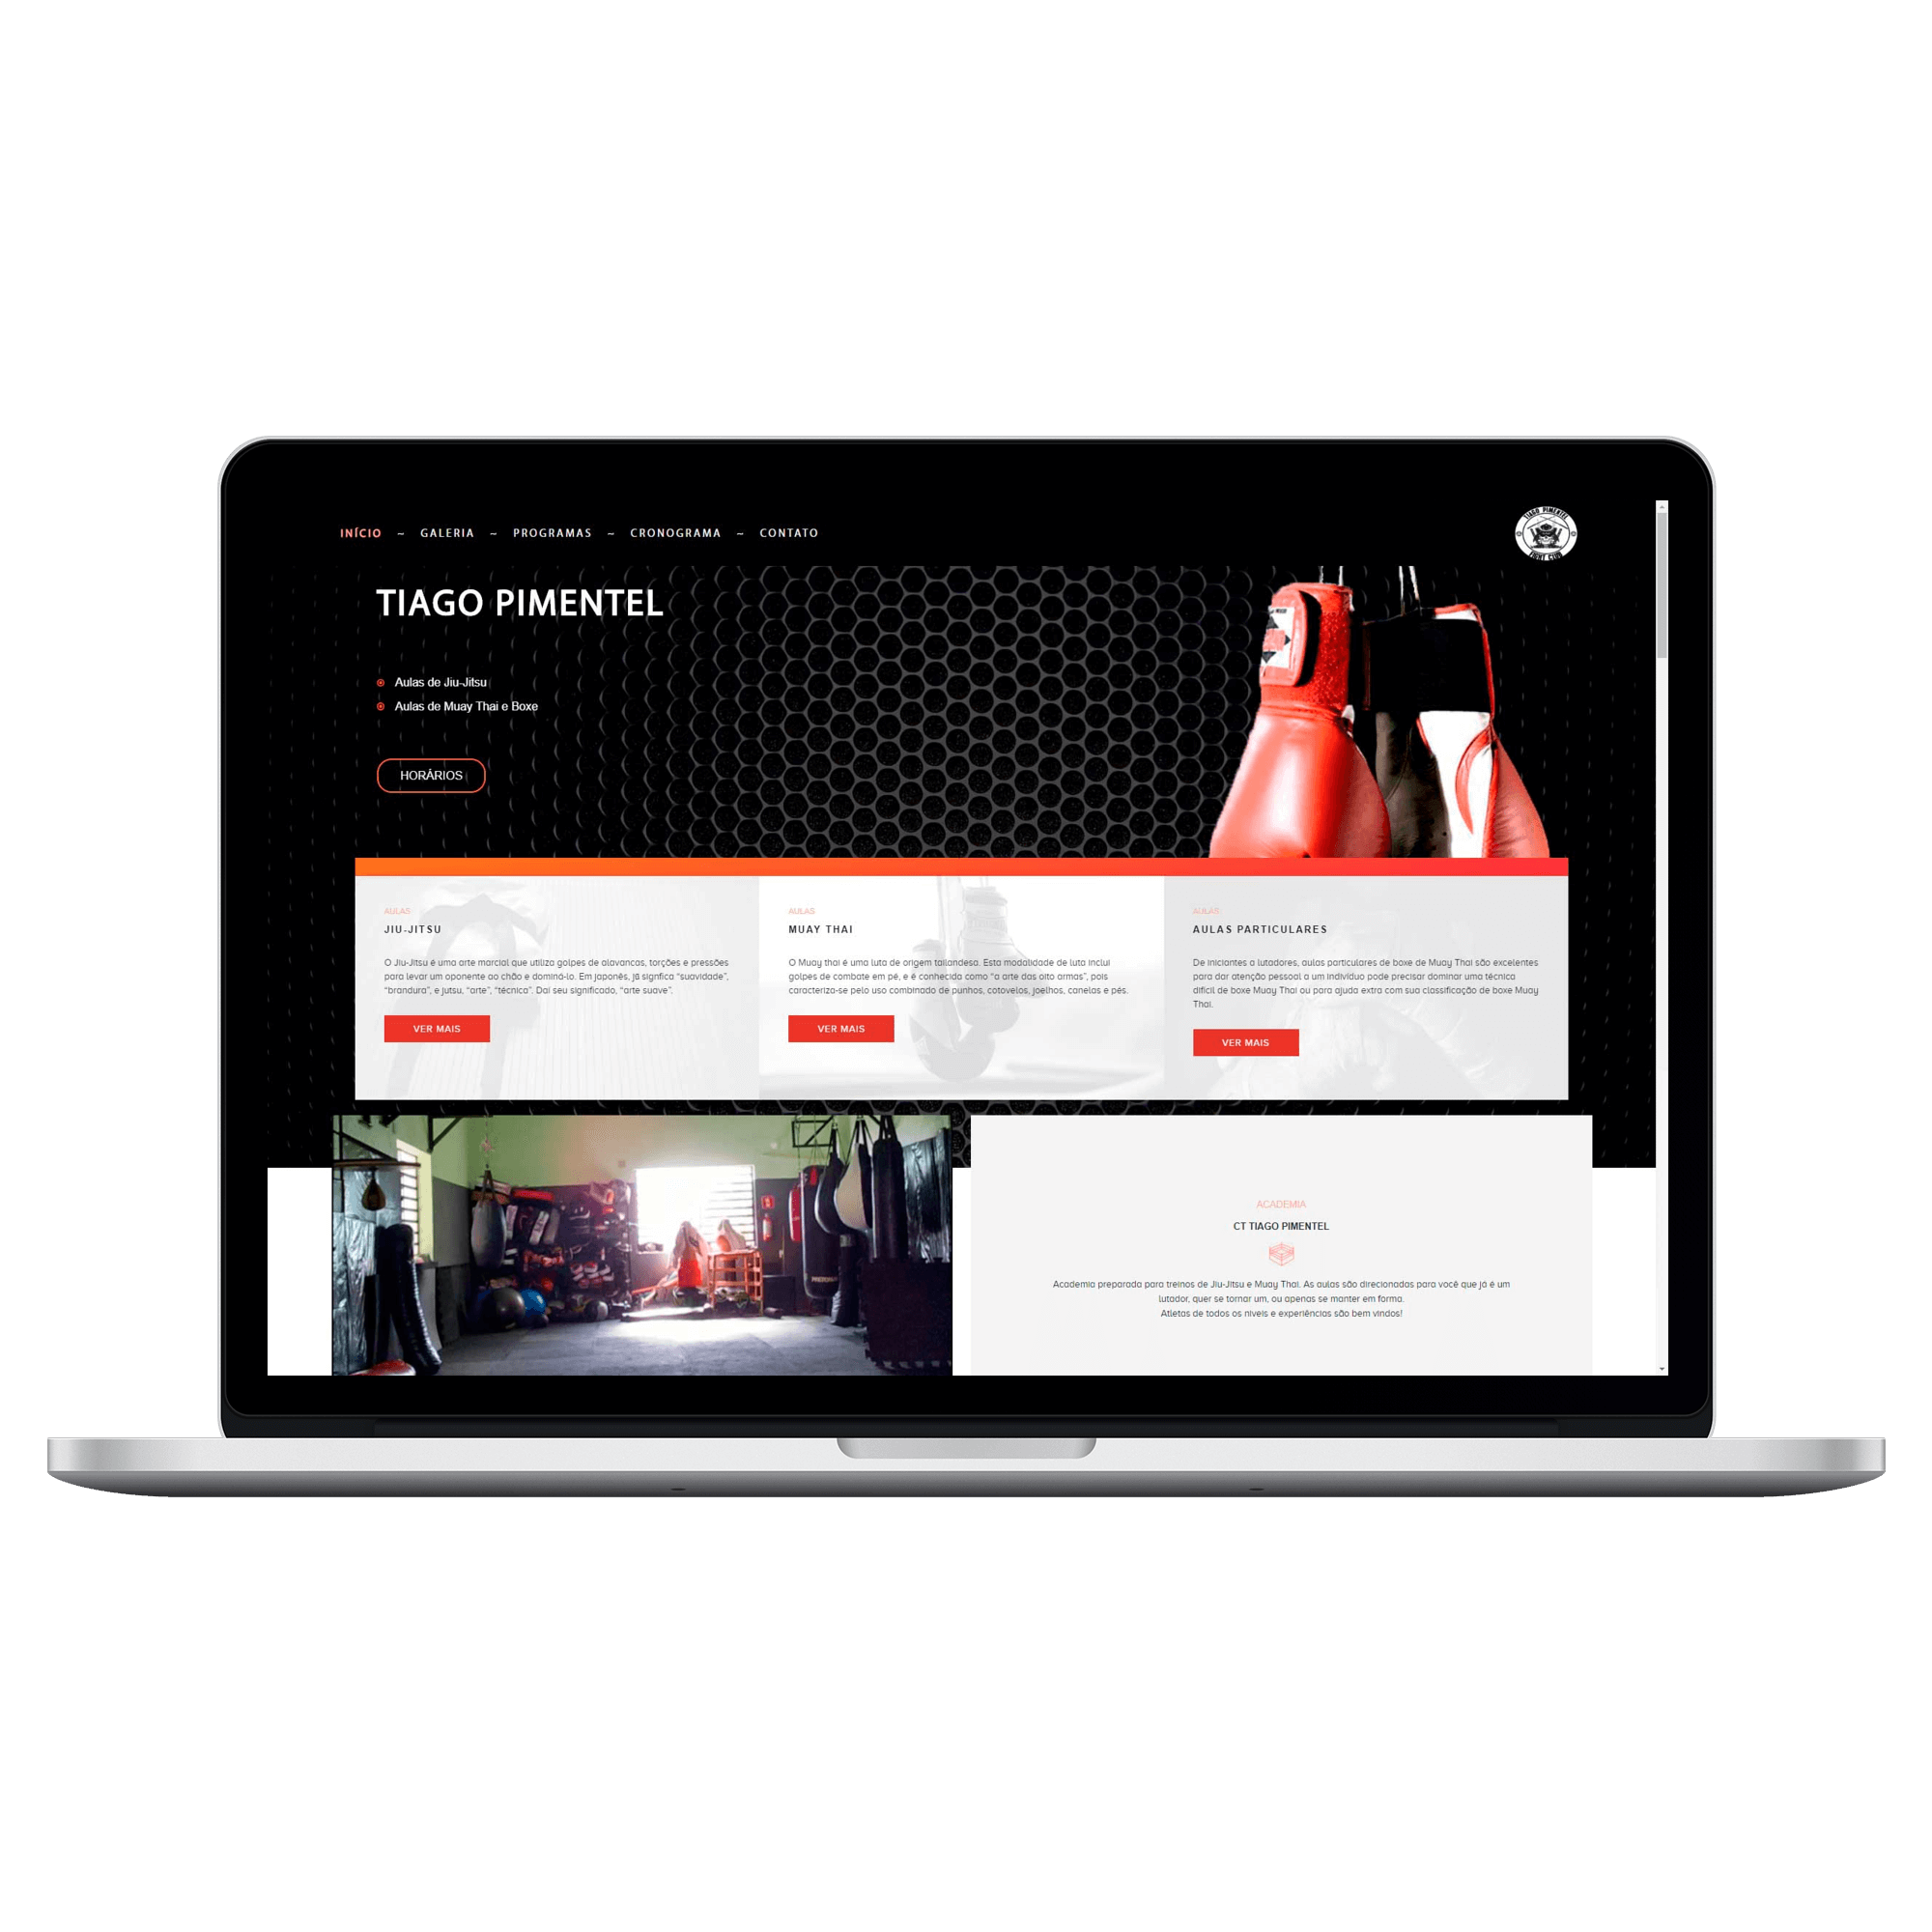 INÍCIO ~ GALERIA ~ PROGRAMAS ~ CRONOGRAMA ~ CONTATO
TIAGO PIMENTEL
FIGHT CLUB
TIAGO PIMENTEL
Aulas de Jiu-Jitsu
Aulas de Muay Thai e Boxe
HORÁRIOS
AULAS
JIU-JITSU
O Jiu-Jitsu é uma arte marcial que utiliza golpes de alavancas, torções e pressões
para levar um oponente ao chão e dominá-lo. Em japonês, jß signfica “suavidade”,
“brandura”, e jutsu, “arte”, “técnica”. Daí seu significado, “arte suave”.
VER MAIS
AULAS
MUAY THAI
O Muay thai é uma luta de origem tailandesa. Esta modalidade de luta inclui
golpes de combate em pé, e é conhecida como “a arte das oito armas”, pois
caracteriza-se pelo uso combinado de punhos, cotovelos, joelhos, canelas e pés.
VER MAIS
AULAS
AULAS PARTICULARES
De iniciantes a lutadores, aulas particulares de boxe de Muay Thai são excelentes
para dar atenção pessoal a um indivíduo pode precisar dominar uma técnica
difícil de boxe Muay Thai ou para ajuda extra com sua classificação de boxe Muay
Thai.
VER MAIS
ACADEMIA
CT TIAGO PIMENTEL
Academia preparada para treinos de Jiu-Jitsu e Muay Thai. As aulas são direcionadas para você que já é um
lutador, quer se tornar um, ou apenas se manter em forma.
Atletas de todos os níveis e experiências são bem vindos!